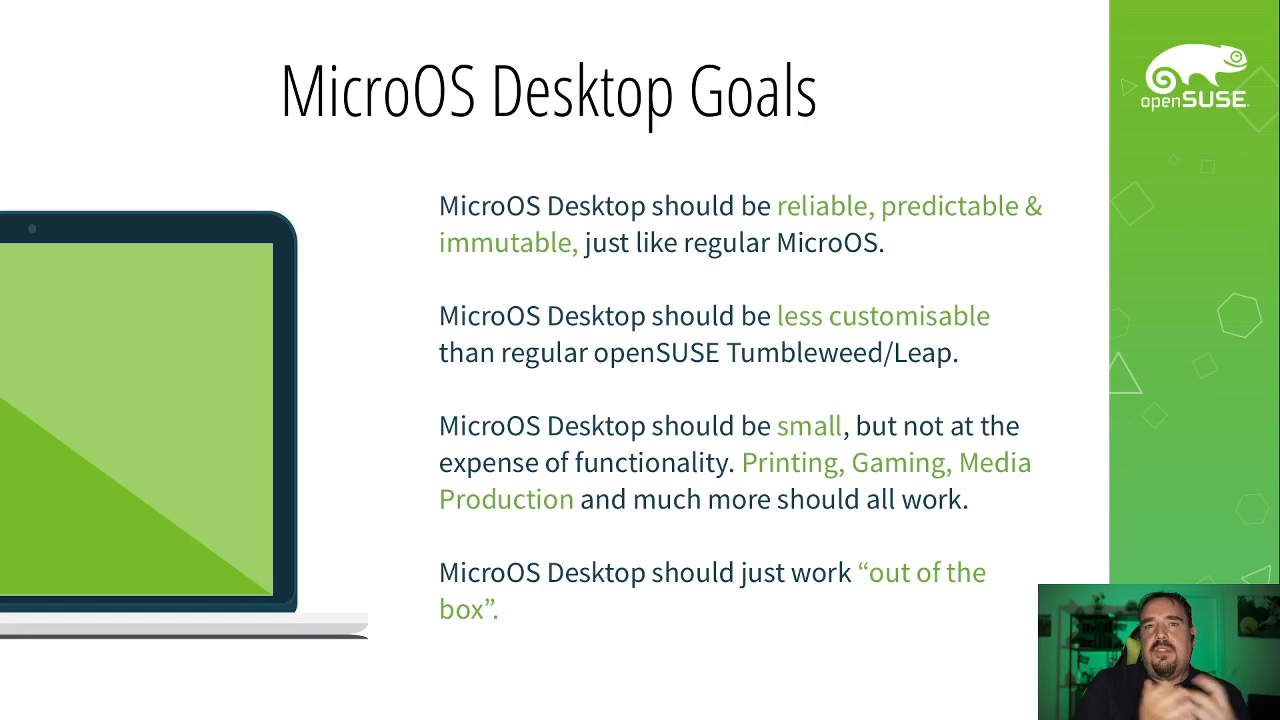 MicroOS Desktop Goals
openSUSE
MicroOS Desktop should be reliable, predictable &
immutable, just like regular MicroOS.
MicroOS Desktop should be less customisable
than regular openSUSE Tumbleweed/Leap.
MicroOS Desktop should be small, but not at the
expense of functionality. Printing, Gaming, Media
Production and much more should all work.
MicroOS Desktop should just work “out of the
box”.